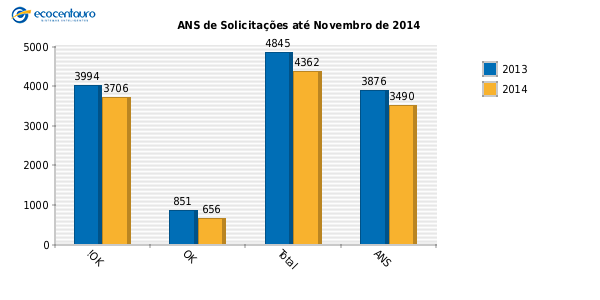 ecocentauro
ANS de Solicitações até Novembro de 2014
5000
4000
3000
2000
1000
0
3994
3706
851
656
4845
4362
3876
3490
!OK
OK
Total
ANS
2013
2014